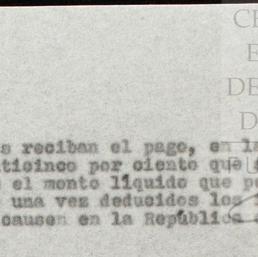 CE
E
DE
D
s reciban el pago, en la
ticinco por ciento que
el monto líquido que p
una vez deducidos los
causen en la República